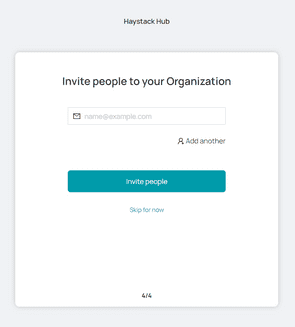 Haystack Hub
Invite people to your Organization
name@example.com
Add another
Invite people
Skip for now
4/4